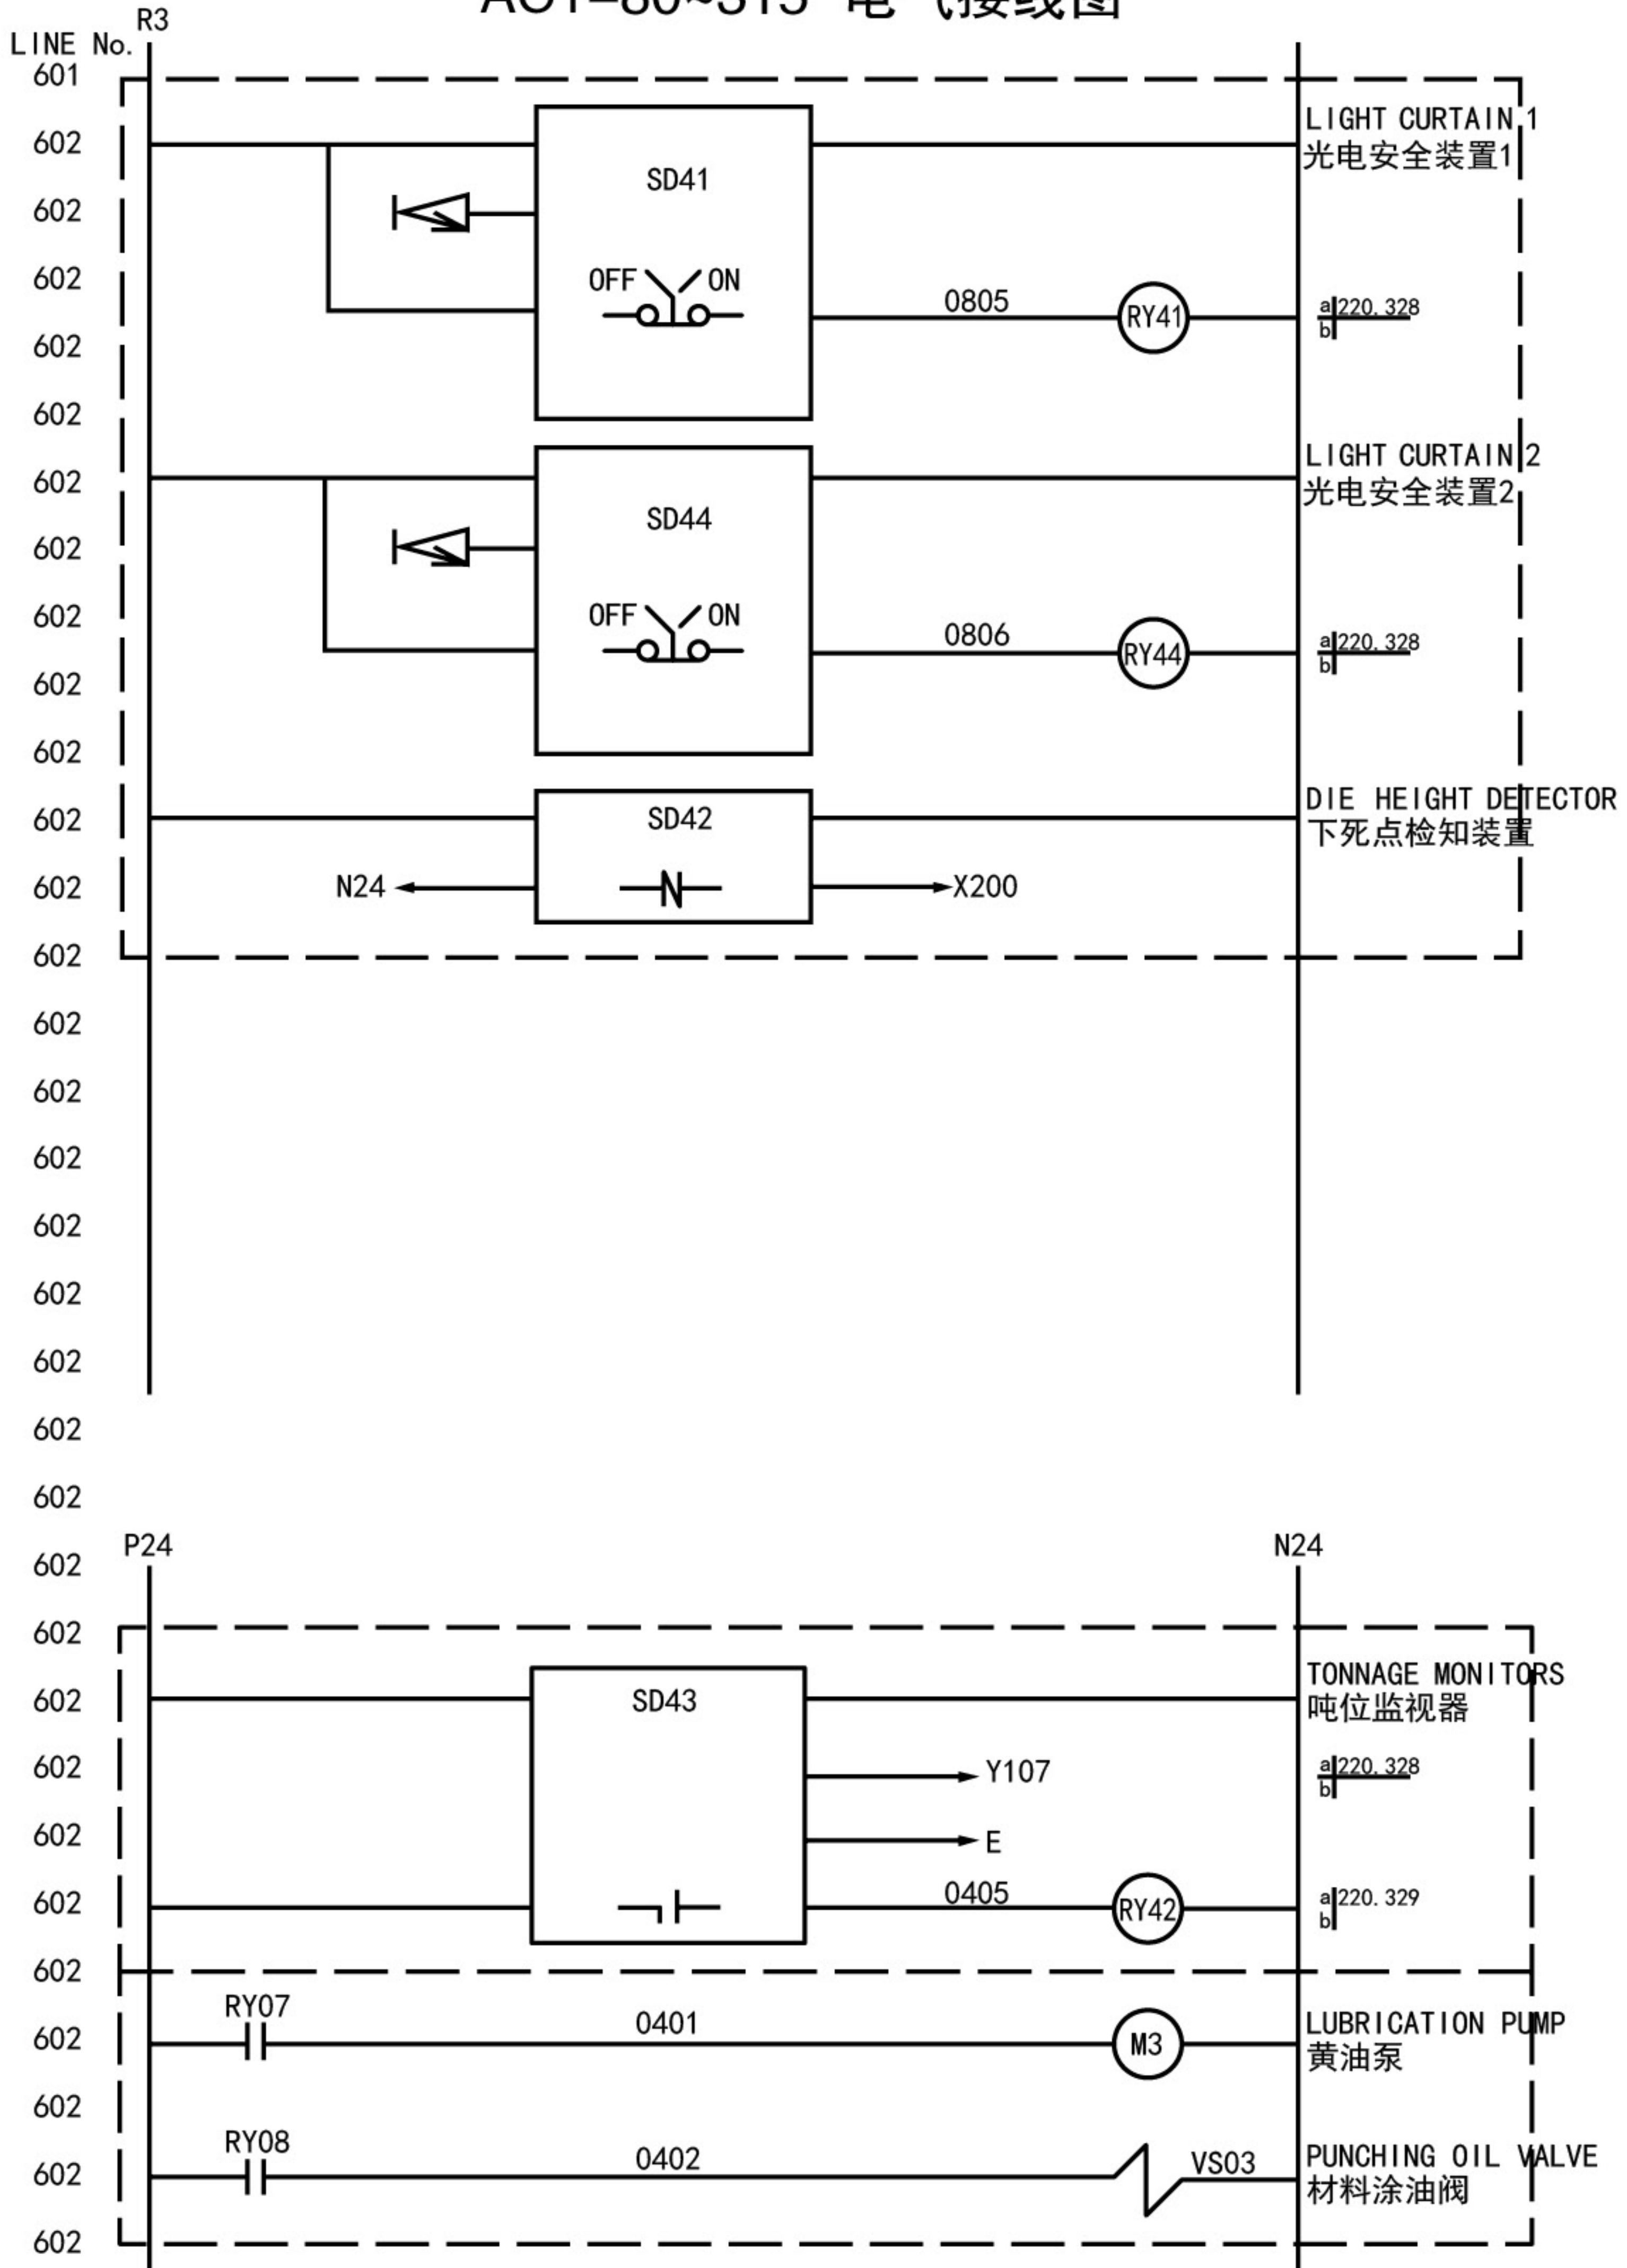 R3
LINE No.
601
602
LIGHT CURTAIN 1
光电安全装置1
SD41
602
602
OFF ON
0805
RY41
a 220.328
b
602
602
602
LIGHT CURTAIN 2
光电安全装置2
SD44
602
602
OFF ON
0806
RY44
a 220.328
b
602
602
602
SD42
DIE HEIGHT DETECTOR
下死点检知装置
602
N24
X200
602
602
602
602
602
602
602
602
602
602
P24
N24
602
602
SD43
TONNAGE MONITORS
吨位监视器
602
Y107
a 220.328
b
602
E
602
0405
RY42
a 220.329
b
602
602
RY07
0401
M3
LUBRICATION PUMP
黄油泵
602
602
RY08
0402
VS03
PUNCHING OIL VALVE
材料涂油阀
602